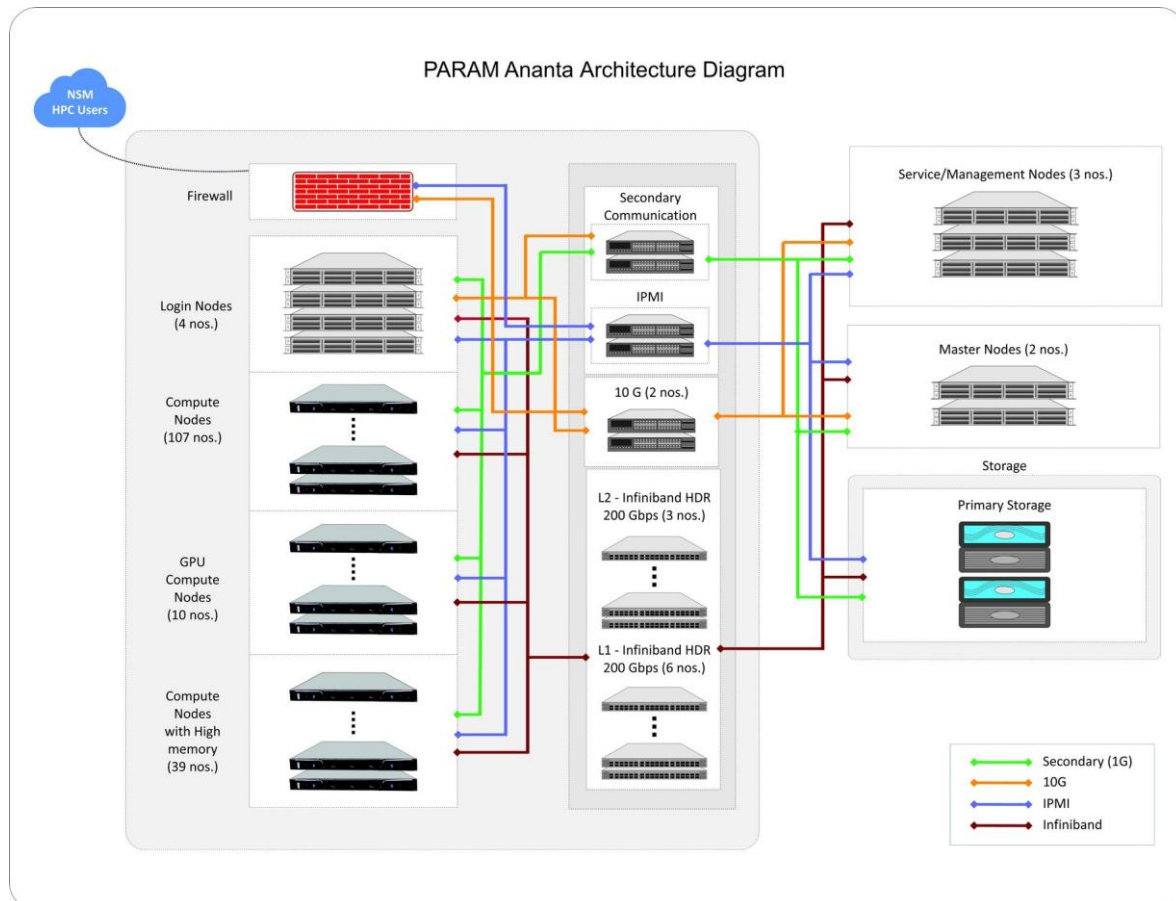 PARAM Ananta Architecture Diagram
NSM
HPC Users
Firewall
Login Nodes
(4 nos.)
Compute
Nodes
(107 nos.)
GPU
Compute
Nodes
(10 nos.)
Compute
Nodes
with High
memory
(39 nos.)
Secondary
Communication
IPMI
10 G (2 nos.)
L2 - Infiniband HDR
200 Gbps (3 nos.)
L1 - Infiniband HDR
200 Gbps (6 nos.)
Service/Management Nodes (3 nos.)
Master Nodes (2 nos.)
Storage
Primary Storage
Secondary (1G)
10G
IPMI
Infiniband